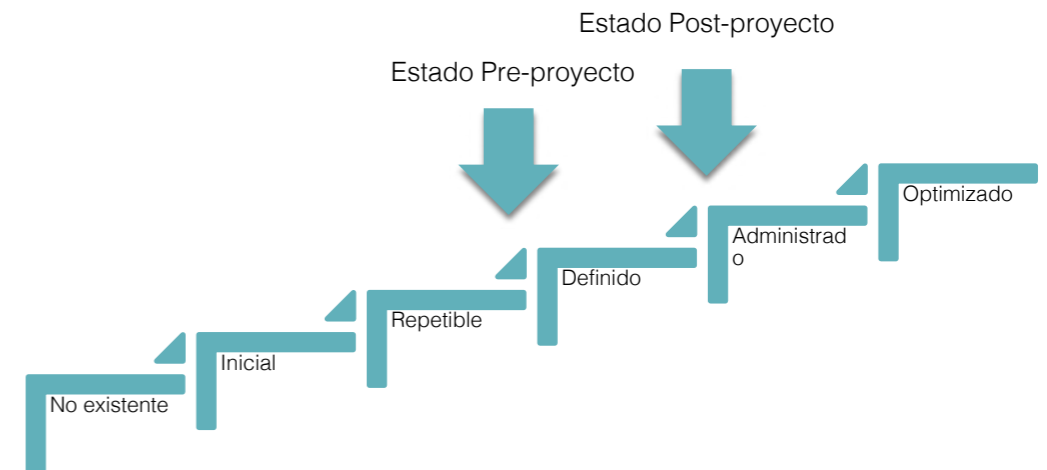 Estado Post-proyecto
Estado Pre-proyecto
Optimizado
Administrad
o
Definido
Repetible
Inicial
No existente